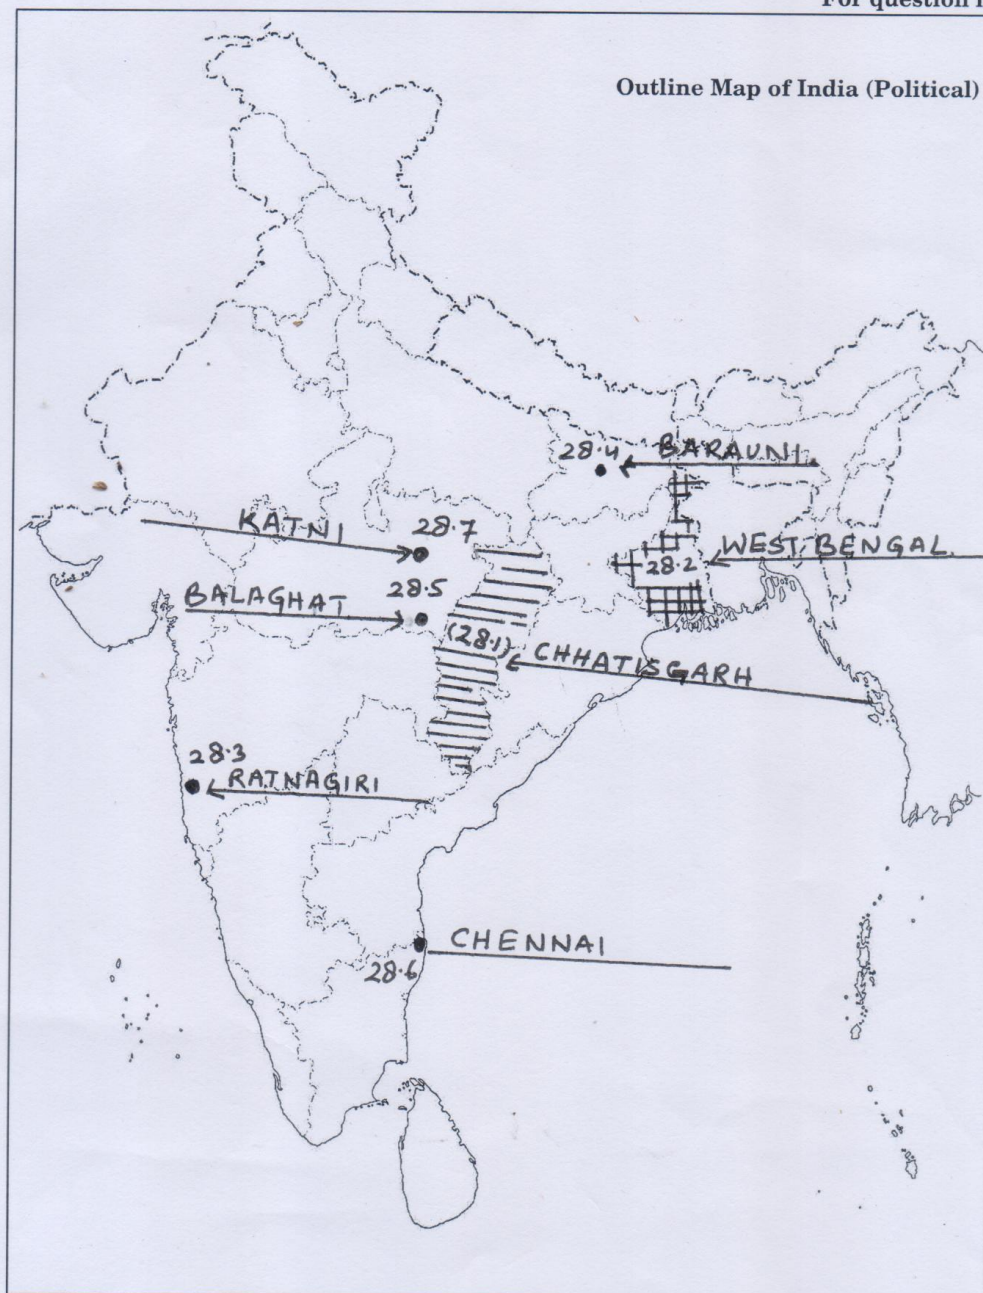 For question
Outline Map of India (Political)
28.4
BARAUNI
KATNI
28.7
WEST BENGAL
28.2
BALAGHAT
28.5
(28.1)
CHHATISGARH
28.3
RATNAGIRI
CHENNAI
28.6